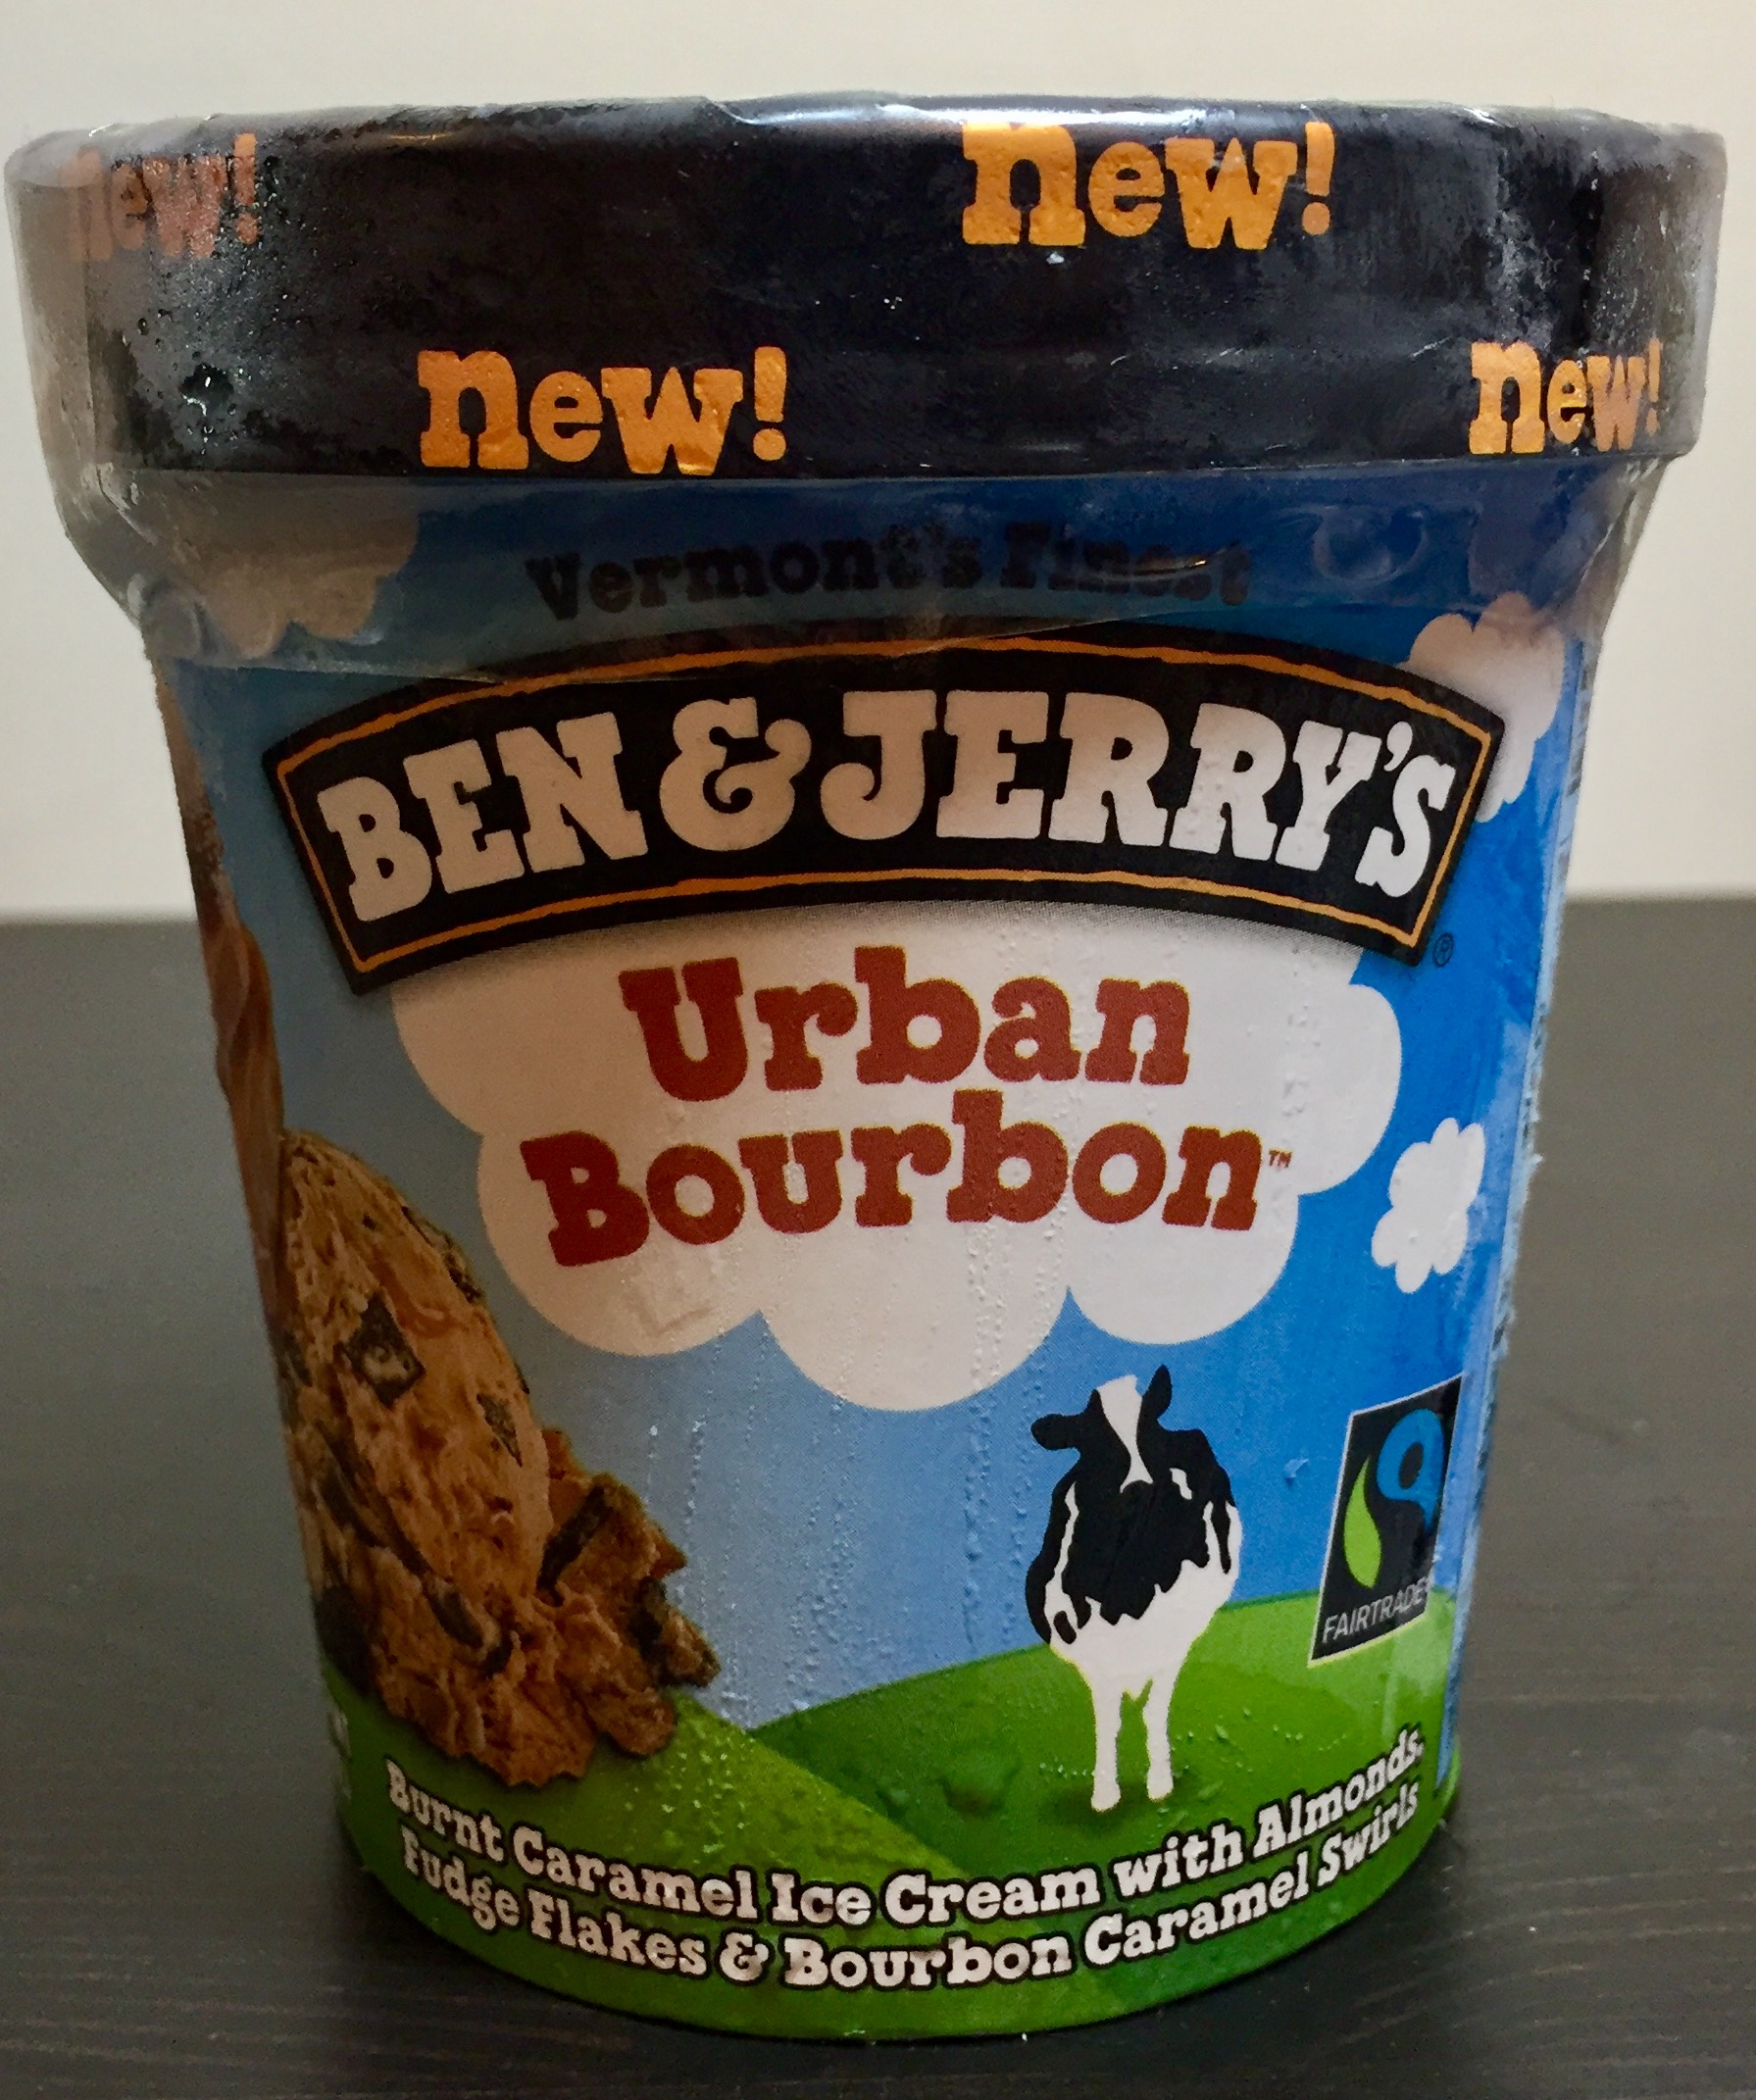 new!
new!
new!
new!
Vermont's Finest
BEN & JERRY'S
®
Urban
Bourbon™
FAIRTRADE
Burnt Caramel Ice Cream with Almonds,
Fudge Flakes & Bourbon Caramel Swirls